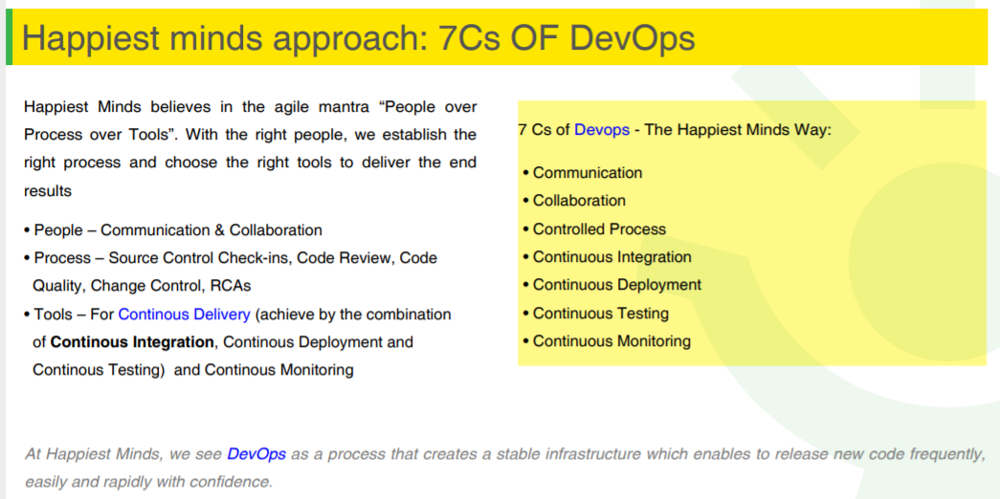 Happiest minds approach: 7Cs OF DevOps
Happiest Minds believes in the agile mantra “People over
Process over Tools”. With the right people, we establish the
right process and choose the right tools to deliver the end
results
• People – Communication & Collaboration
• Process – Source Control Check-ins, Code Review, Code
Quality, Change Control, RCAs
• Tools – For Continous Delivery (achieve by the combination
of Continous Integration, Continous Deployment and
Continous Testing) and Continous Monitoring
7 Cs of Devops - The Happiest Minds Way:
• Communication
• Collaboration
• Controlled Process
• Continuous Integration
• Continuous Deployment
• Continuous Testing
• Continuous Monitoring
At Happiest Minds, we see DevOps as a process that creates a stable infrastructure which enables to release new code frequently,
easily and rapidly with confidence.